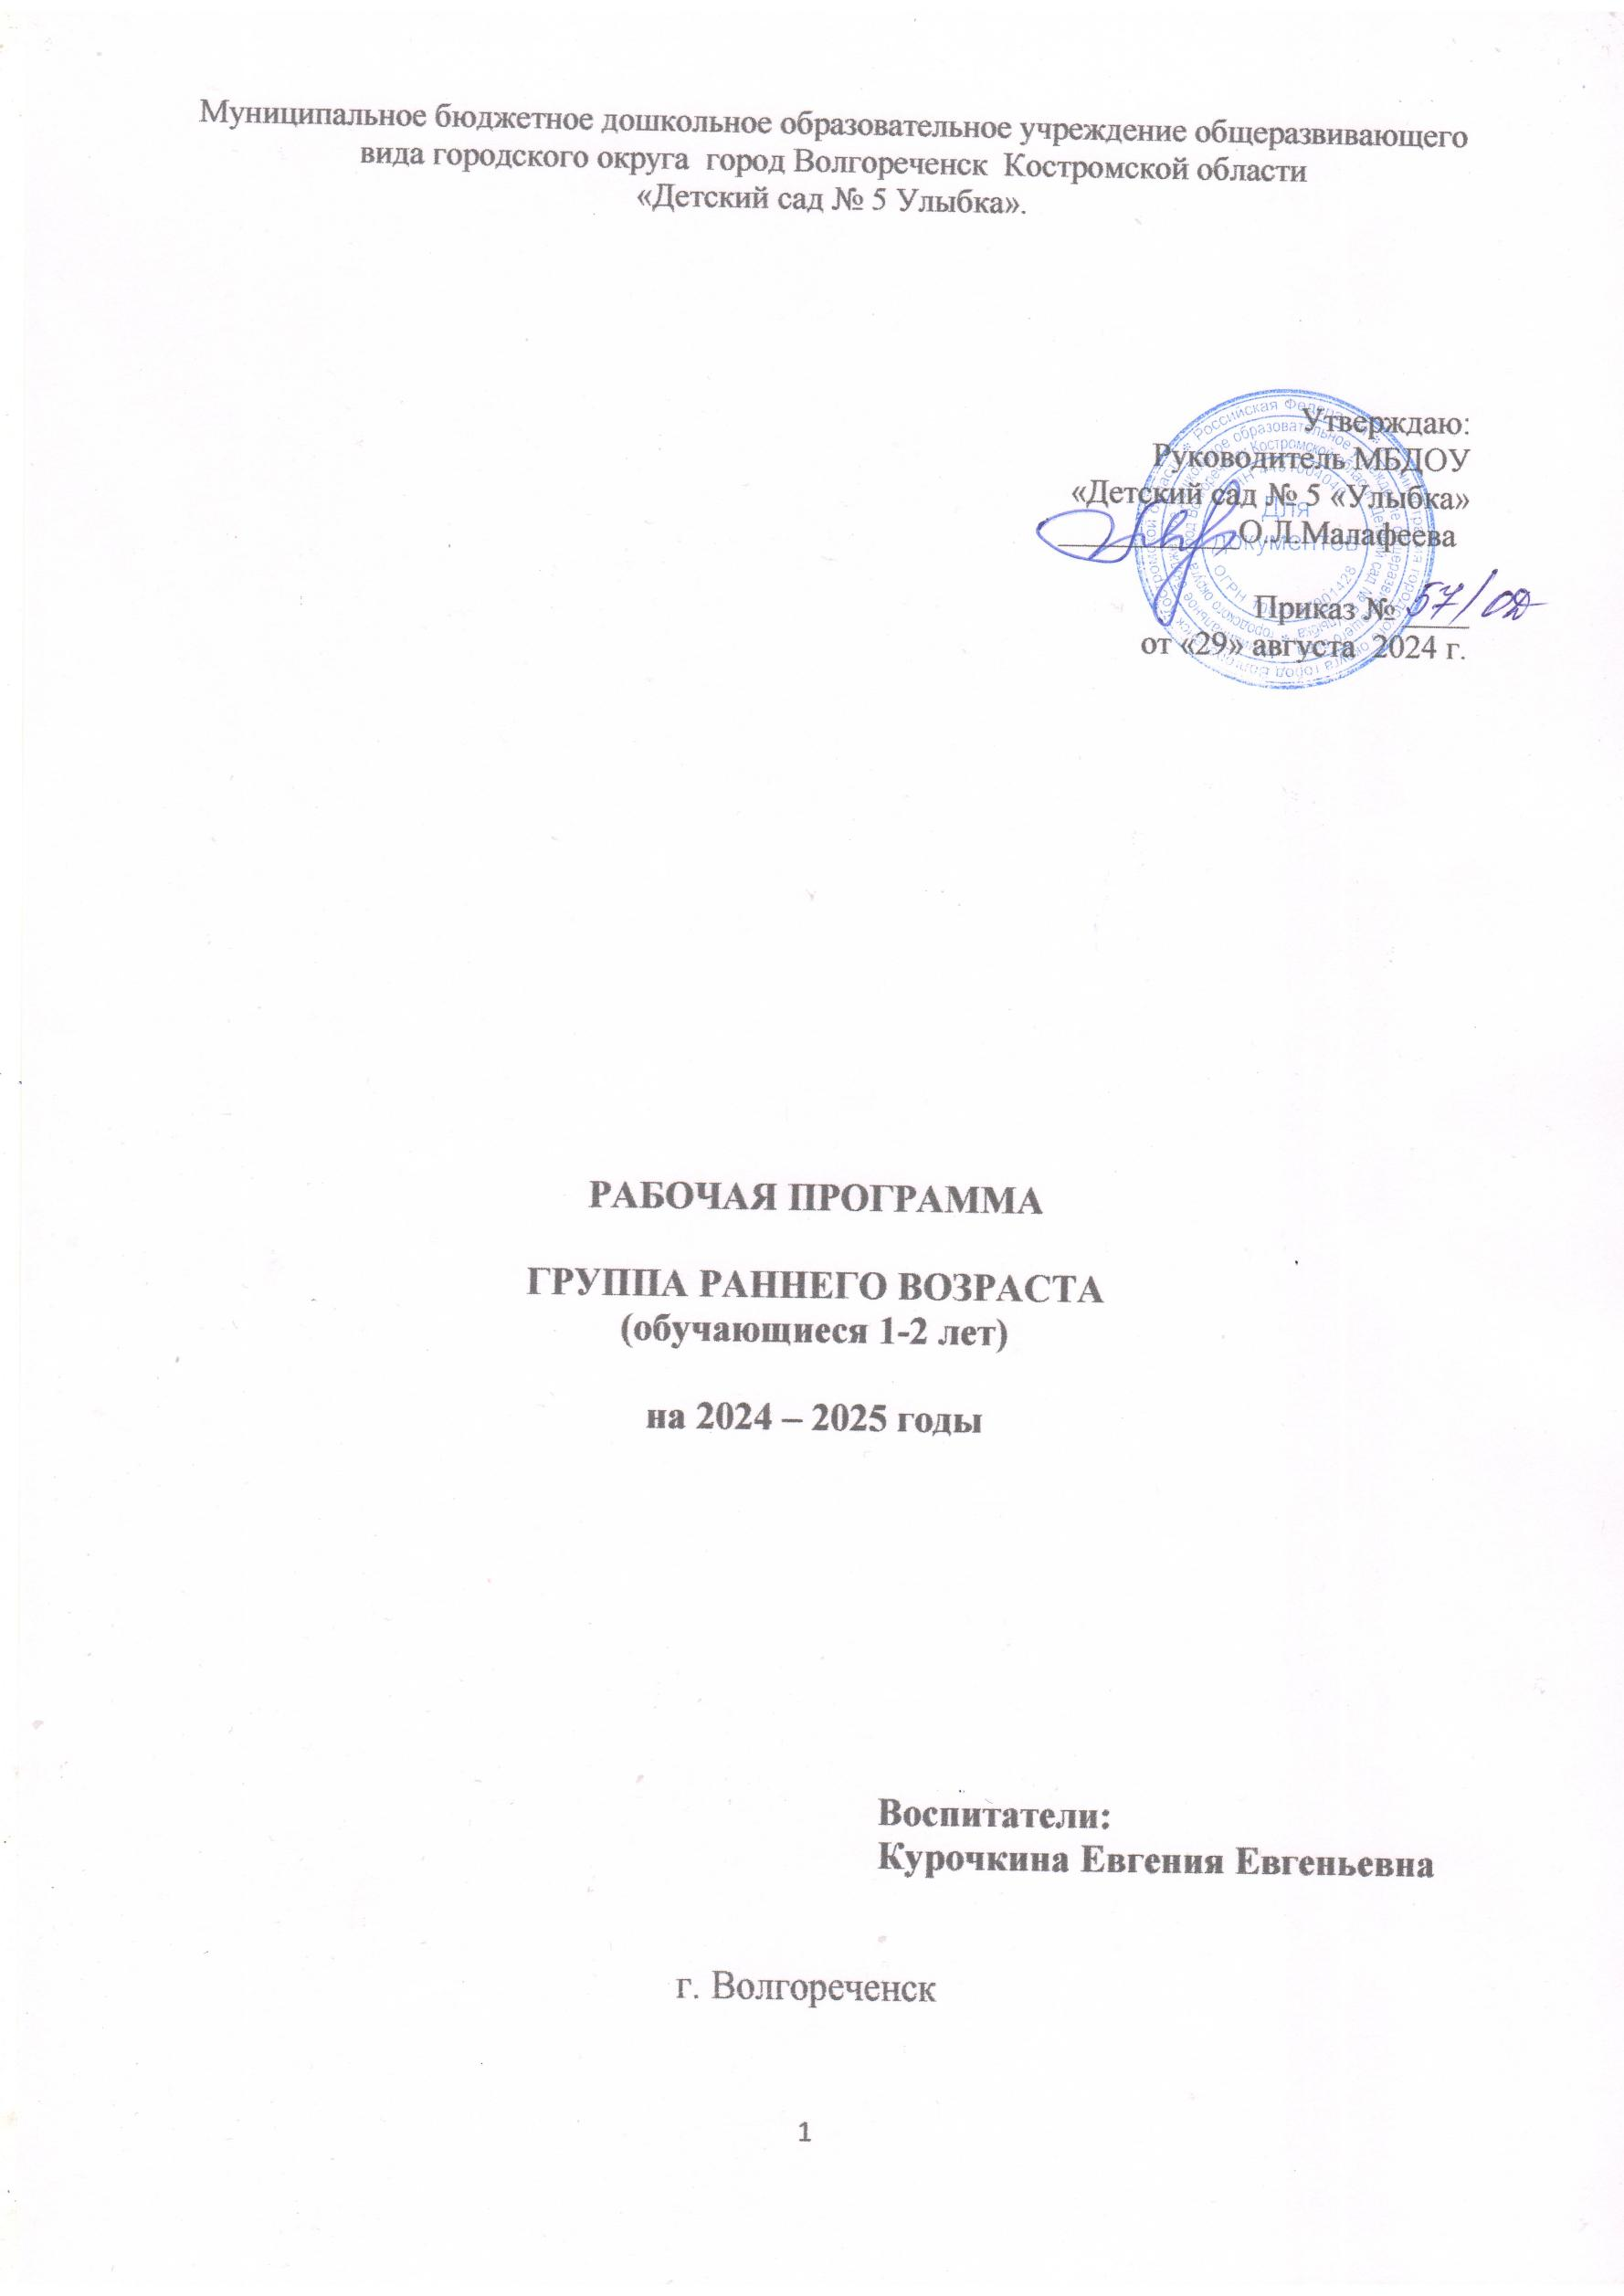 Муниципальное бюджетное дошкольное образовательное учреждение общеразвивающего
вида городского округа город Волгореченск Костромской области
«Детский сад № 5 Улыбка».
Утверждаю:
Руководитель МБДОУ
«Детский сад № 5 «Улыбка»
О.Л.Малафеева
Приказ № 57/ОД
от «29» августа 2024 г.
Для
документов
РАБОЧАЯ ПРОГРАММА
ГРУППА РАННЕГО ВОЗРАСТА
(обучающиеся 1-2 лет)
на 2024 – 2025 годы
Воспитатели:
Курочкина Евгения Евгеньевна
г. Волгореченск
1